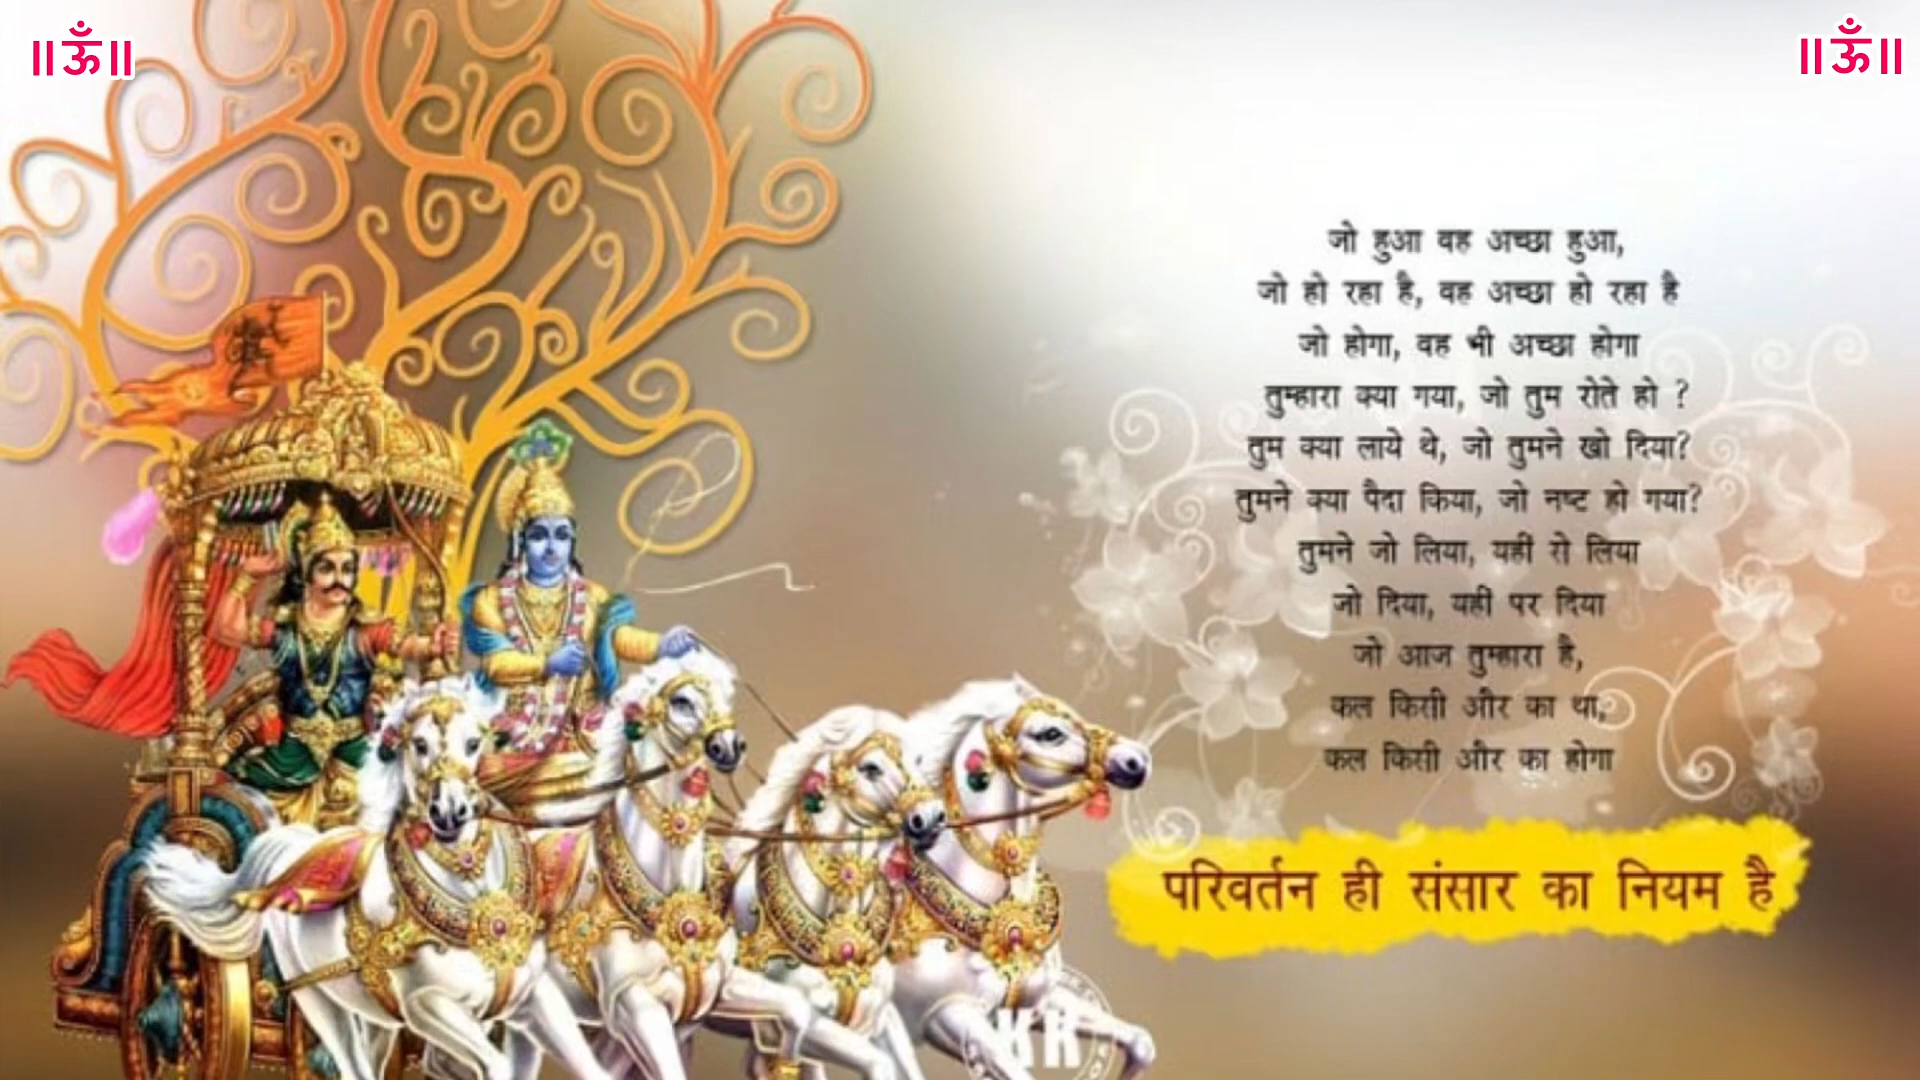 ॥ॐ॥
॥ॐ॥
जो हुआ वह अच्छा हुआ,
जो हो रहा है, वह अच्छा हो रहा है
जो होगा, वह भी अच्छा होगा
तुम्हारा क्या गया, जो तुम रोते हो ?
तुम क्या लाये थे, जो तुमने खो दिया?
तुमने क्या पैदा किया, जो नष्ट हो गया?
तुमने जो लिया, यहीं से लिया
जो दिया, यहीं पर दिया
जो आज तुम्हारा है,
कल किसी और का था,
कल किसी और का होगा
परिवर्तन ही संसार का नियम है
KR